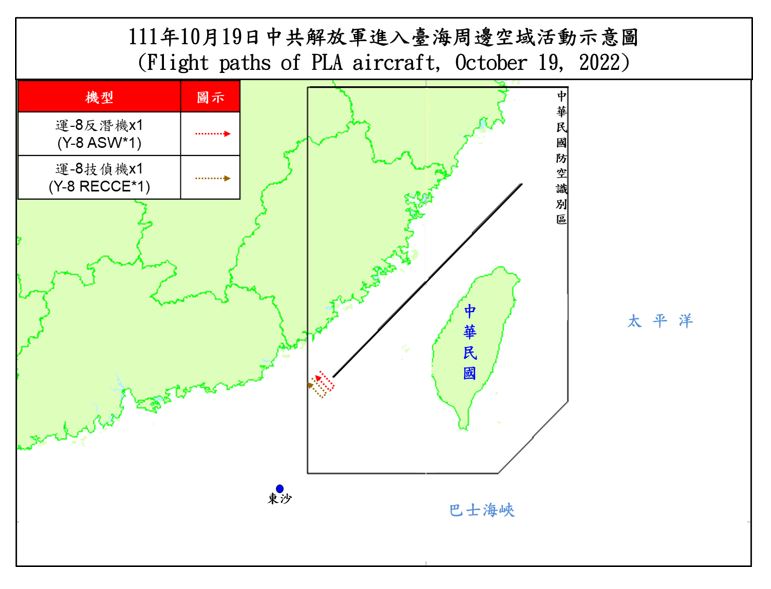 111年10月19日中共解放軍進入臺海周邊空域活動示意圖
(Flight paths of PLA aircraft, October 19, 2022)
機型 圖示
運-8反潛機x1
(Y-8 ASW*1)
運-8技偵機x1
(Y-8 RECCE*1)
中華民國防空識別區
中華民國
太平洋
東沙
巴士海峽